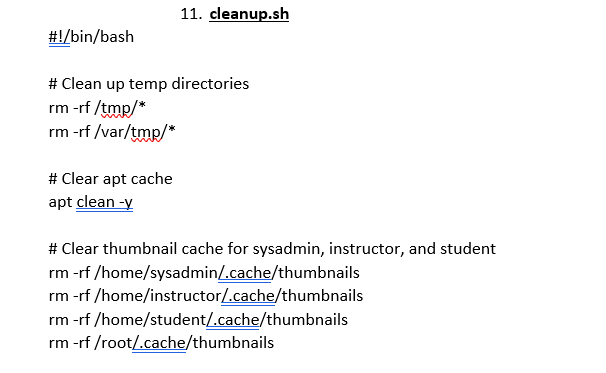 11. cleanup.sh
#!/bin/bash
# Clean up temp directories
rm -rf /tmp/*
rm -rf /var/tmp/*
# Clear apt cache
apt clean -y
# Clear thumbnail cache for sysadmin, instructor, and student
rm -rf /home/sysadmin/.cache/thumbnails
rm -rf /home/instructor/.cache/thumbnails
rm -rf /home/student/.cache/thumbnails
rm -rf /root/.cache/thumbnails